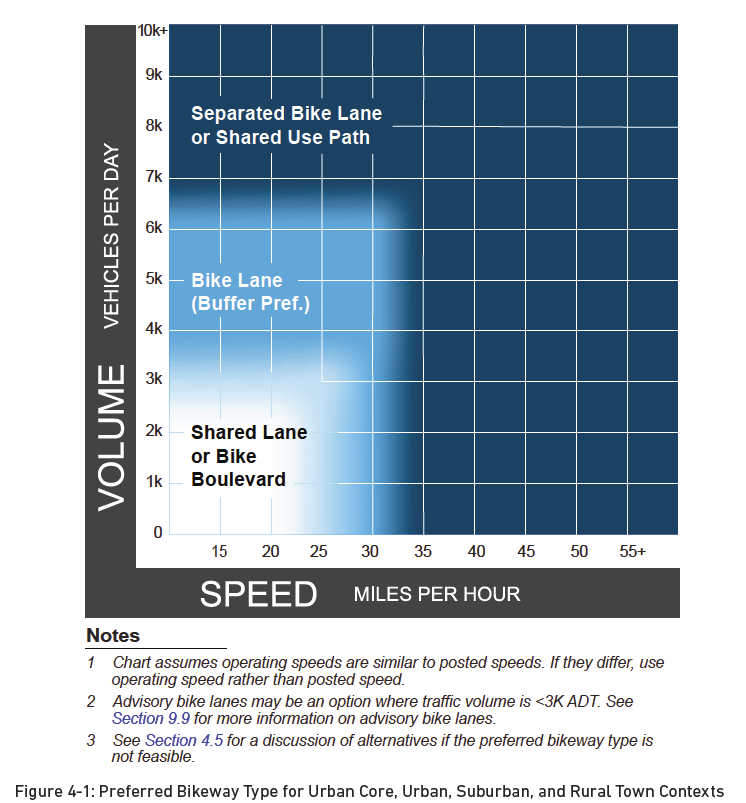 10k+
9k
8k
7k
6k
5k
4k
3k
2k
1k
0
VOLUME VEHICLES PER DAY
Separated Bike Lane
or Shared Use Path
Bike Lane
(Buffer Pref.)
Shared Lane
or Bike
Boulevard
15 20 25 30 35 40 45 50 55+
SPEED MILES PER HOUR
Notes
1 Chart assumes operating speeds are similar to posted speeds. If they differ, use
operating speed rather than posted speed.
2 Advisory bike lanes may be an option where traffic volume is <3K ADT. See
Section 9.9 for more information on advisory bike lanes.
3 See Section 4.5 for a discussion of alternatives if the preferred bikeway type is
not feasible.
Figure 4-1: Preferred Bikeway Type for Urban Core, Urban, Suburban, and Rural Town Contexts